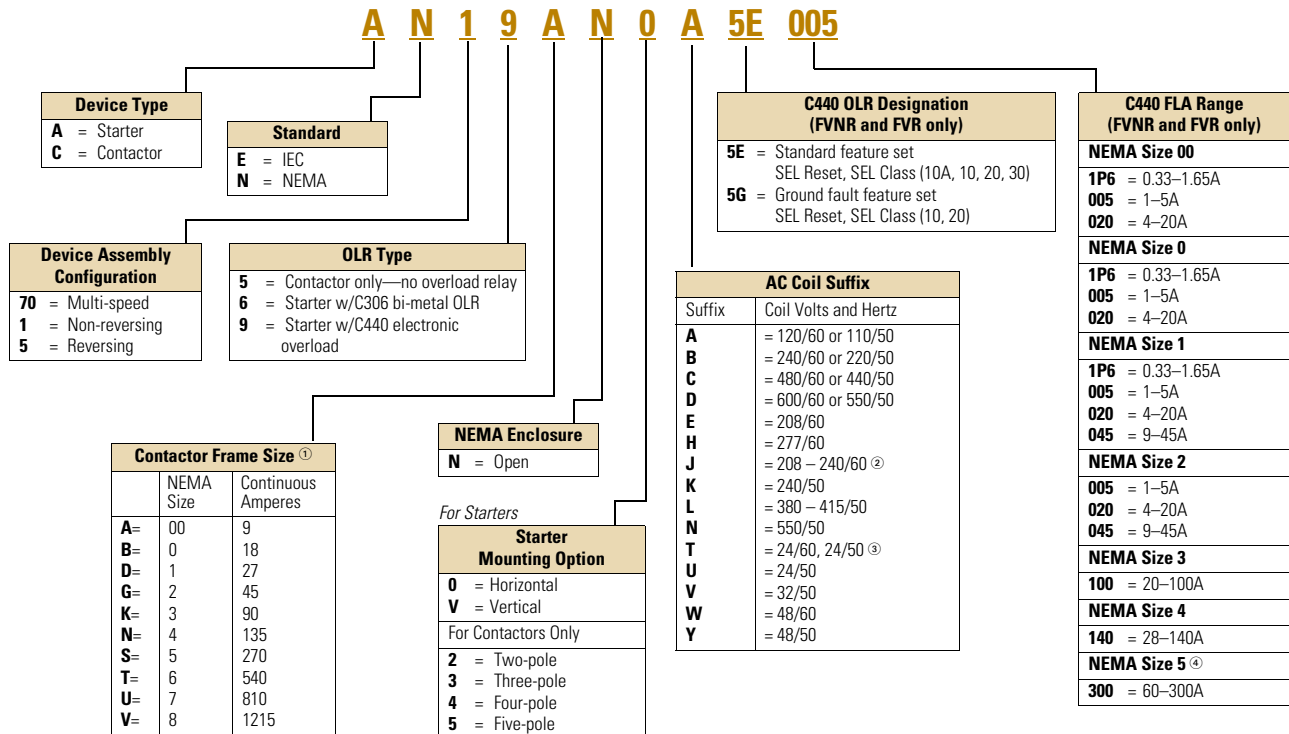 A N 1 9 A N 0 A 5E 005
Device Type
A = Starter
C = Contactor
Standard
E = IEC
N = NEMA
Device Assembly
Configuration
70 = Multi-speed
1 = Non-reversing
5 = Reversing
OLR Type
5 = Contactor only—no overload relay
6 = Starter w/C306 bi-metal OLR
9 = Starter w/C440 electronic
overload
Contactor Frame Size ①
NEMA
Size
Continuous
Amperes
A= 00 9
B= 0 18
D= 1 27
G= 2 45
K= 3 90
N= 4 135
S= 5 270
T= 6 540
U= 7 810
V= 8 1215
NEMA Enclosure
N = Open
For Starters
Starter
Mounting Option
0 = Horizontal
V = Vertical
For Contactors Only
2 = Two-pole
3 = Three-pole
4 = Four-pole
5 = Five-pole
C440 OLR Designation
(FVNR and FVR only)
5E = Standard feature set
SEL Reset, SEL Class (10A, 10, 20, 30)
5G = Ground fault feature set
SEL Reset, SEL Class (10, 20)
AC Coil Suffix
Suffix Coil Volts and Hertz
A = 120/60 or 110/50
B = 240/60 or 220/50
C = 480/60 or 440/50
D = 600/60 or 550/50
E = 208/60
H = 277/60
J = 208 – 240/60 ②
K = 240/50
L = 380 – 415/50
N = 550/50
T = 24/60, 24/50 ③
U = 24/50
V = 32/50
W = 48/60
Y = 48/50
C440 FLA Range
(FVNR and FVR only)
NEMA Size 00
1P6 = 0.33–1.65A
005 = 1–5A
020 = 4–20A
NEMA Size 0
1P6 = 0.33–1.65A
005 = 1–5A
020 = 4–20A
NEMA Size 1
1P6 = 0.33–1.65A
005 = 1–5A
020 = 4–20A
045 = 9–45A
NEMA Size 2
005 = 1–5A
020 = 4–20A
045 = 9–45A
NEMA Size 3
100 = 20–100A
NEMA Size 4
140 = 28–140A
NEMA Size 5 ④
300 = 60–300A